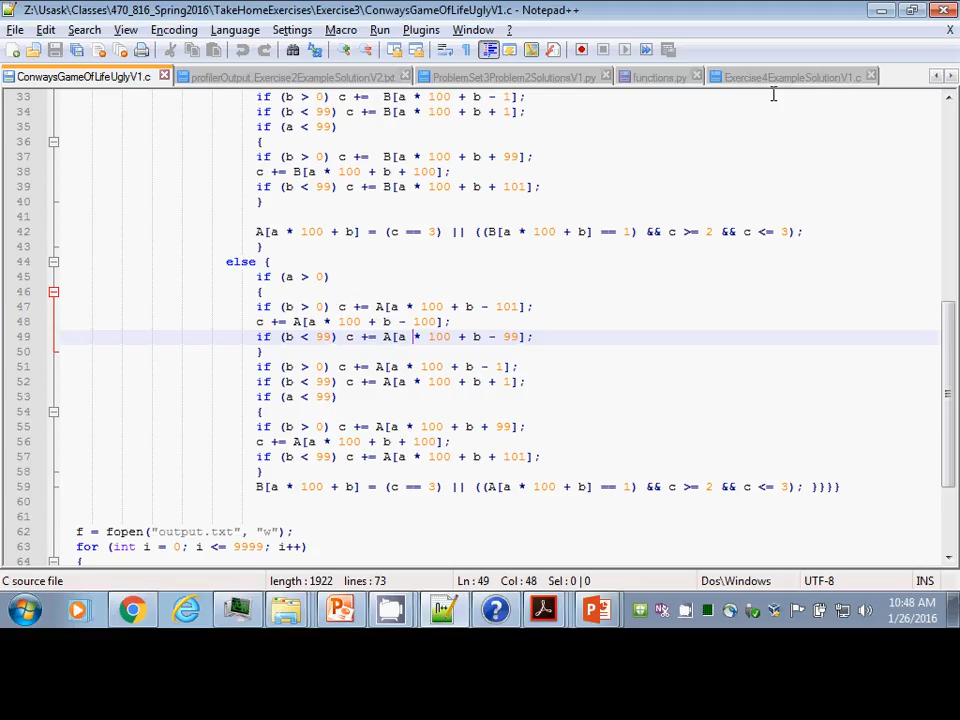 Z:\Usask\Classes\470_816_Spring2016\TakeHomeExercises\Exercise3\ConwaysGameOfLifeUglyV1.c - Notepad++
File Edit Search View Encoding Language Settings Macro Run Plugins Window ? X
ConwaysGameOfLifeUglyV1.c profilerOutput.Exercise2ExampleSolutionV2.txt ProblemSet3Problem2SolutionsV1.py functions.py Exercise4ExampleSolutionV1.c
33 if (b > 0) c += B[a * 100 + b - 1];
34 if (b < 99) c += B[a * 100 + b + 1];
35 if (a < 99)
36 {
37 if (b > 0) c += B[a * 100 + b + 99];
38 c += B[a * 100 + b + 100];
39 if (b < 99) c += B[a * 100 + b + 101];
40 }
41
42 A[a * 100 + b] = (c == 3) || ((B[a * 100 + b] == 1) && c >= 2 && c <= 3);
43 }
44 else {
45 if (a > 0)
46 {
47 if (b > 0) c += A[a * 100 + b - 101];
48 c += A[a * 100 + b - 100];
49 if (b < 99) c += A[a * 100 + b - 99];
50 }
51 if (b > 0) c += A[a * 100 + b - 1];
52 if (b < 99) c += A[a * 100 + b + 1];
53 if (a < 99)
54 {
55 if (b > 0) c += A[a * 100 + b + 99];
56 c += A[a * 100 + b + 100];
57 if (b < 99) c += A[a * 100 + b + 101];
58 }
59 B[a * 100 + b] = (c == 3) || ((A[a * 100 + b] == 1) && c >= 2 && c <= 3); }}}}
60
61
62 f = fopen("output.txt", "w");
63 for (int i = 0; i <= 9999; i++)
64 {
C source file length : 1922 lines : 73 Ln : 49 Col : 48 Sel : 0 | 0 Dos\Windows UTF-8 INS
10:48 AM
1/26/2016